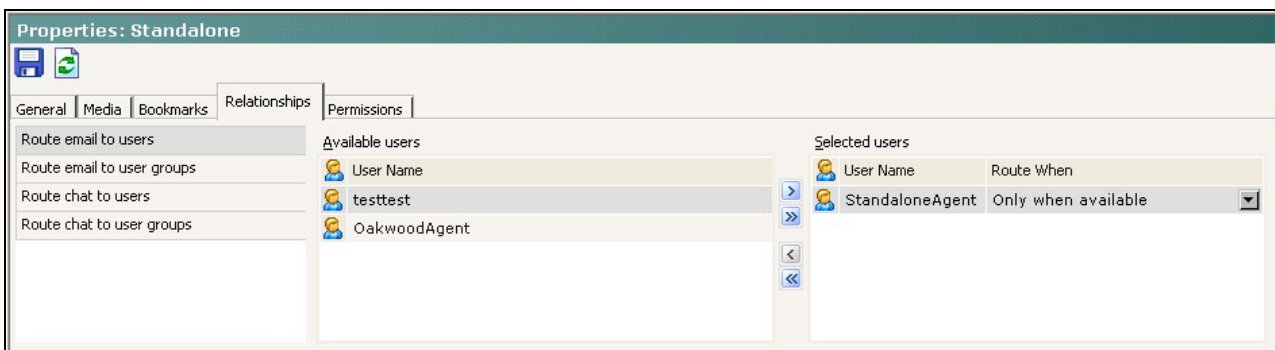 Properties: Standalone
General Media Bookmarks Relationships Permissions
Route email to users
Route email to user groups
Route chat to users
Route chat to user groups
Available users
User Name
testtest
OakwoodAgent
Selected users
User Name Route When
StandaloneAgent Only when available